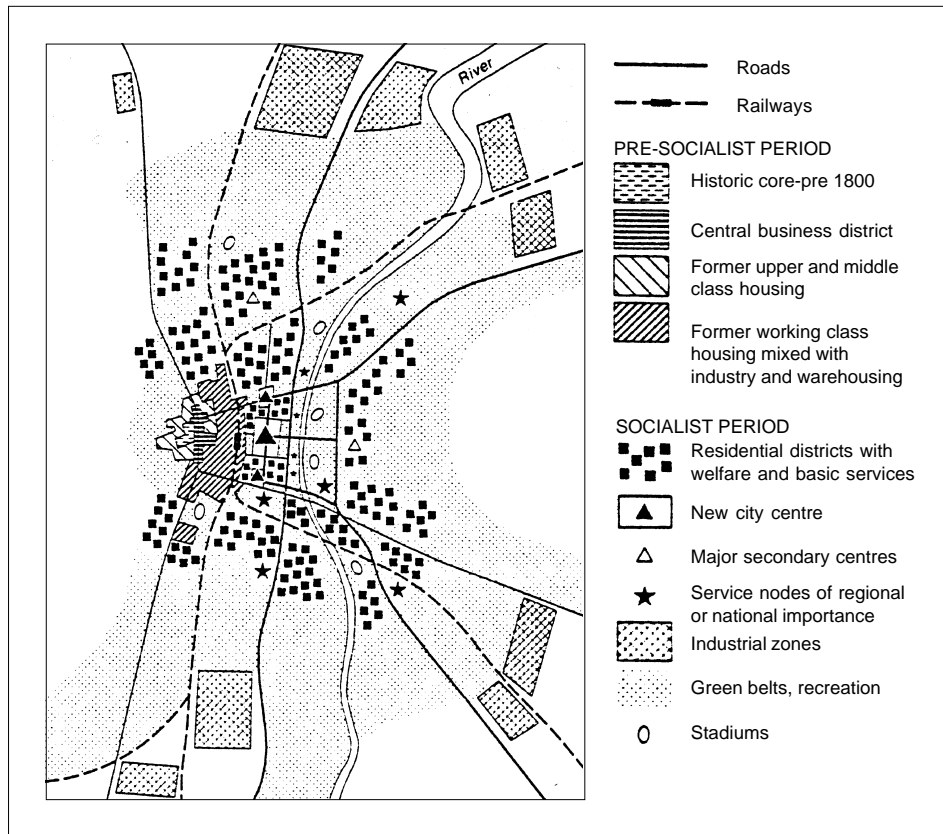 River
Roads
Railways
PRE-SOCIALIST PERIOD
Historic core-pre 1800
Central business district
Former upper and middle
class housing
Former working class
housing mixed with
industry and warehousing
SOCIALIST PERIOD
Residential districts with
welfare and basic services
New city centre
Major secondary centres
Service nodes of regional
or national importance
Industrial zones
Green belts, recreation
Stadiums